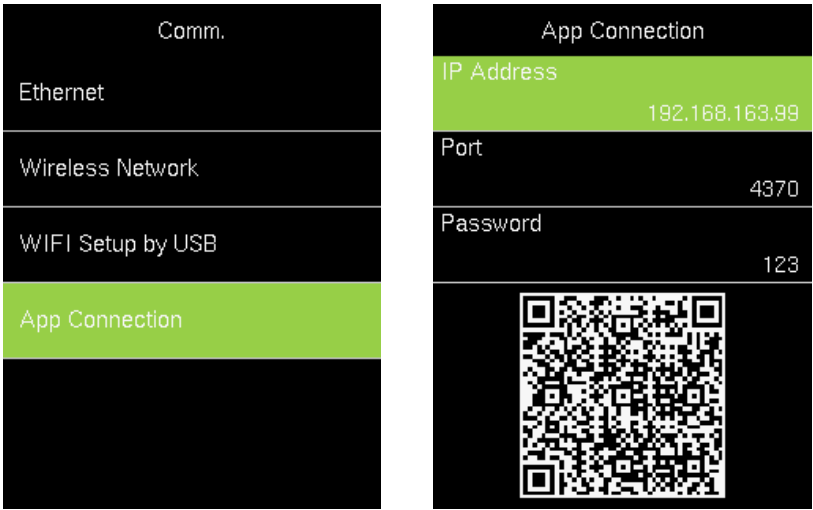 Comm.
Ethernet
Wireless Network
WIFI Setup by USB
App Connection
App Connection
IP Address
192.168.163.99
Port
4370
Password
123